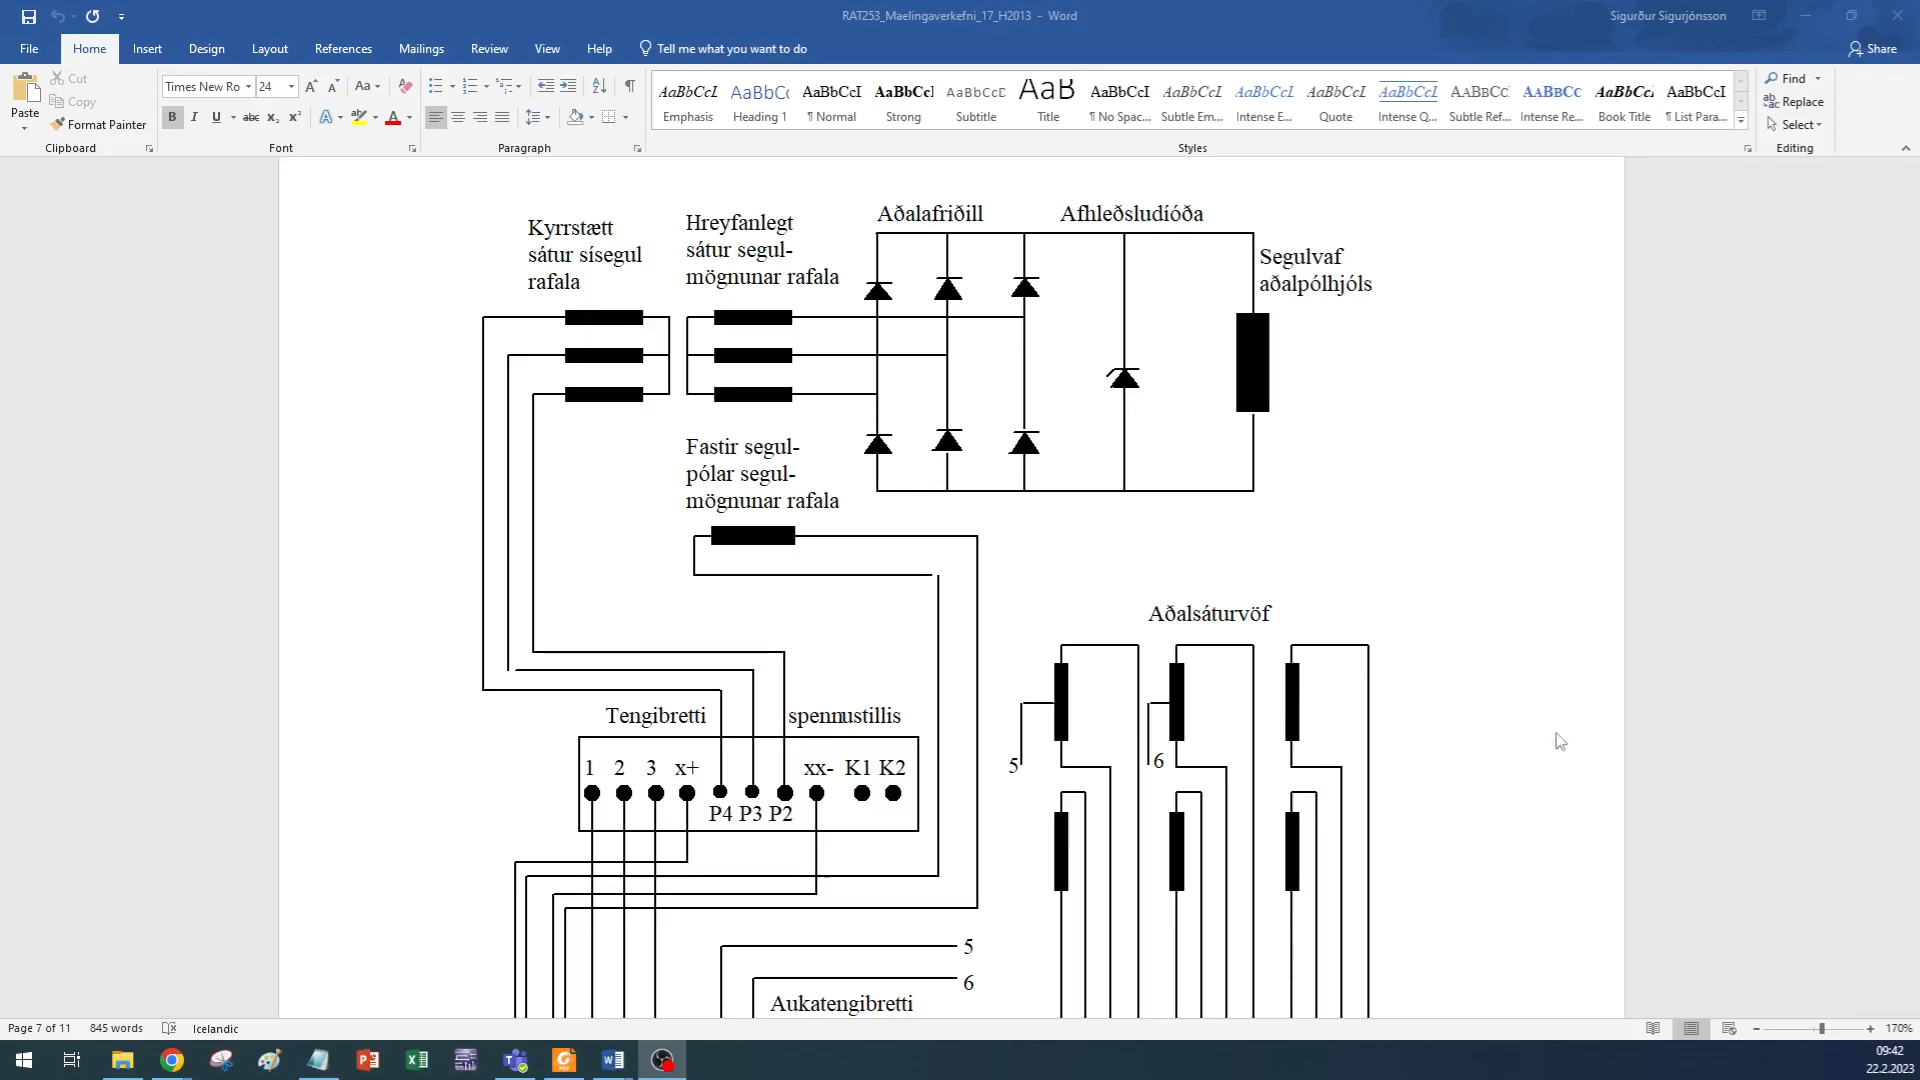 RAT253_Maelingaverkefni_17_H2013 - Word
Sigurður Sigurjónsson
File Home Insert Design Layout References Mailings Review View Help Tell me what you want to do
Share
Paste
Cut
Copy
Format Painter
Clipboard
Times New Ro 24
Font
Paragraph
AaBbCcI Emphasis
AaBbCc Heading 1
AaBbCcI ¶ Normal
AaBbCcI Strong
AaBbCcD Subtitle
AaB Title
AaBbCcI ¶ No Spac...
AaBbCcI Subtle Em...
AaBbCcI Intense E...
AaBbCcI Quote
AaBbCcI Intense Q...
AaBbCc Subtle Ref...
AaBbCc Intense Re...
AaBbCcI Book Title
AaBbCcI ¶ List Para...
Styles
Find
Replace
Select
Editing
Kyrrstætt
sátur sísegul
rafala
Hreyfanlegt
sátur segul-
mögnunar rafala
Aðalafriðill
Afhleðsludíóða
Segulvaf
aðalpólhjóls
Fastir segul-
pólar segul-
mögnunar rafala
Aðalsáturvöf
Tengibretti spennustillis
1 2 3 x+ xx- K1 K2
P4 P3 P2
5
6
5
6
Aukatengibretti
Page 7 of 11 845 words Icelandic
170%
09:42
22.2.2023